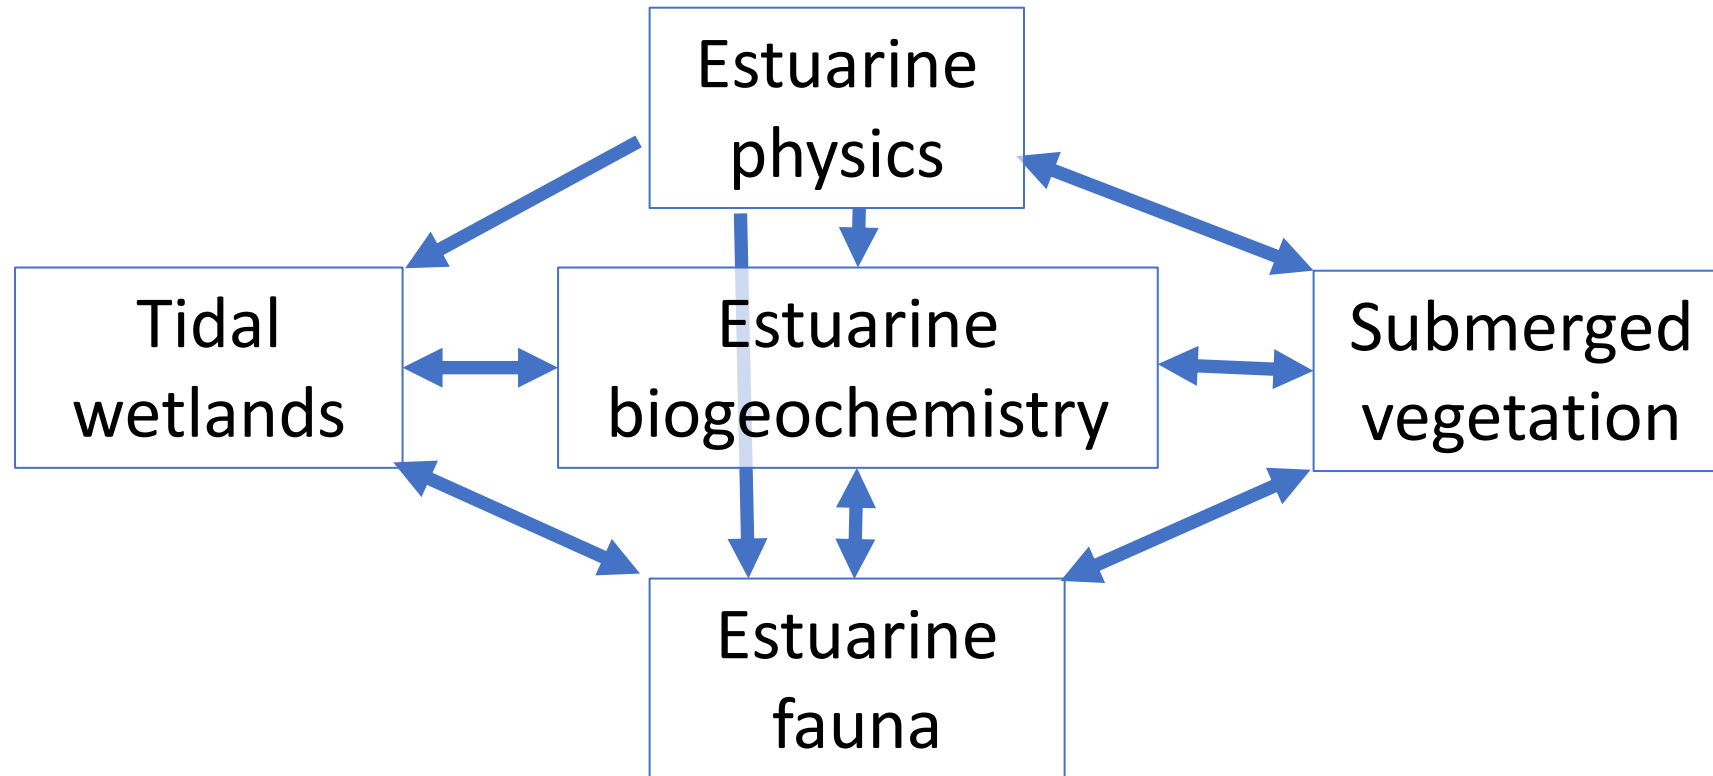 Estuarine
physics
Tidal
wetlands
Estuarine
biogeochemistry
Submerged
vegetation
Estuarine
fauna